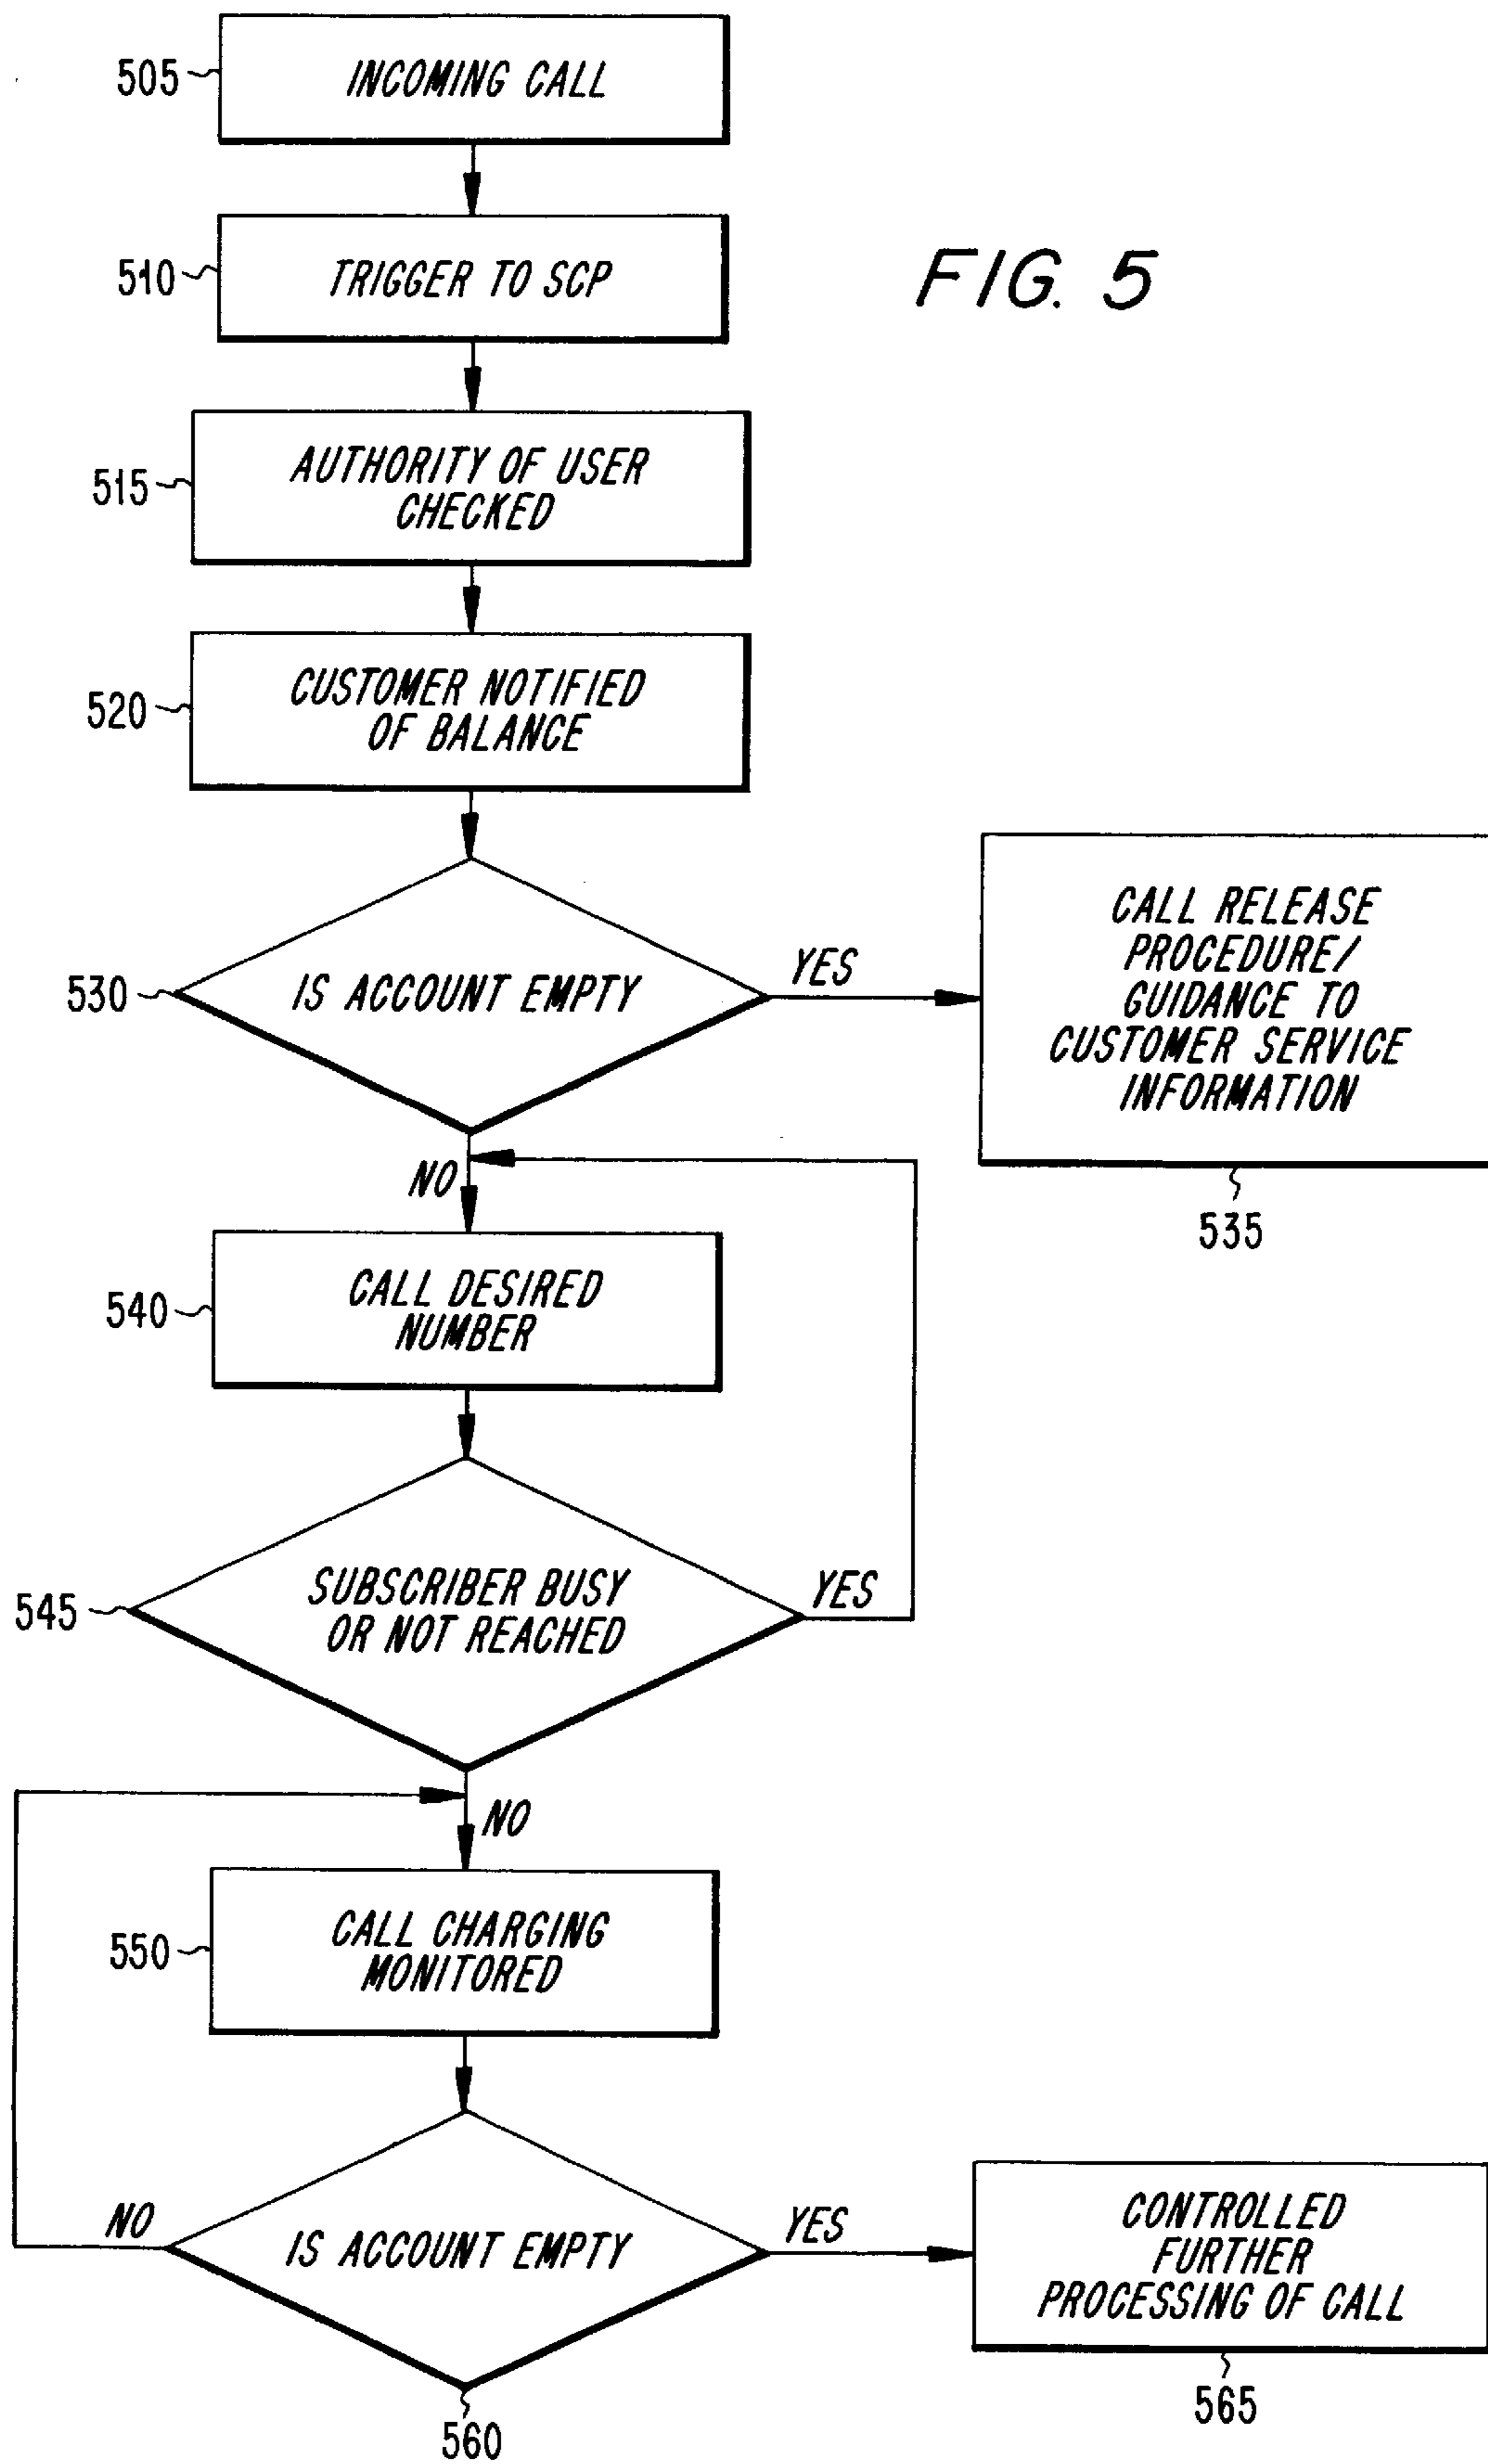 505
INCOMING CALL
510
TRIGGER TO SCP
FIG. 5
515
AUTHORITY OF USER
CHECKED
520
CUSTOMER NOTIFIED
OF BALANCE
530
IS ACCOUNT EMPTY
YES
CALL RELEASE
PROCEDURE/
GUIDANCE TO
CUSTOMER SERVICE
INFORMATION
535
NO
540
CALL DESIRED
NUMBER
545
SUBSCRIBER BUSY
OR NOT REACHED
YES
NO
550
CALL CHARGING
MONITORED
NO
IS ACCOUNT EMPTY
YES
560
CONTROLLED
FURTHER
PROCESSING OF CALL
565